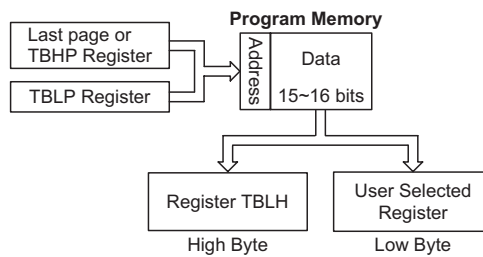 Program Memory
Last page or
TBHP Register
TBLP Register
Address
Data
15~16 bits
Register TBLH
User Selected
Register
High Byte
Low Byte